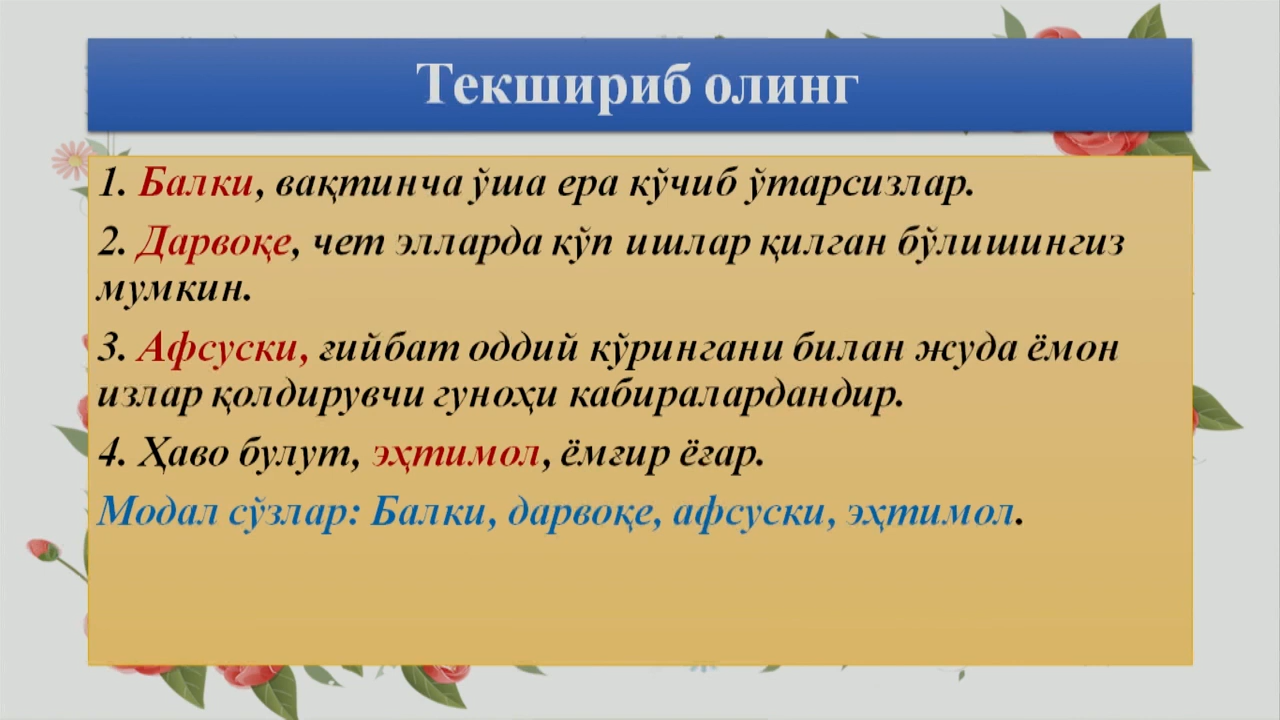 Текшириб олинг
1. Балки, вақтинча ўша ера кўчиб ўтарсизлар.
2. Дарвоқе, чет элларда кўп ишлар қилган бўлишингиз
мумкин.
3. Афсуски, ғийбат оддий кўрингани билан жуда ёмон
излар қолдирувчи гуноҳи кабиралардандир.
4. Ҳаво булут, эҳтимол, ёмғир ёғар.
Модал сўзлар: Балки, дарвоқе, афсуски, эҳтимол.